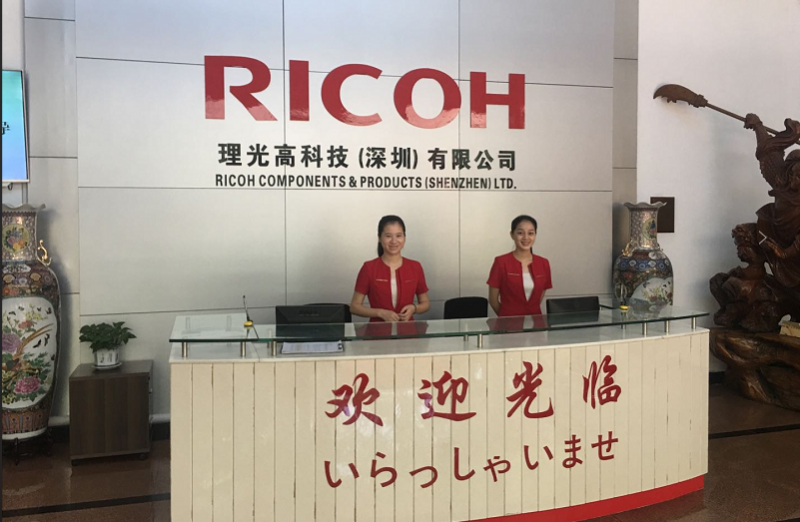 RICOH
理光高科技(深圳)有限公司
RICOH COMPONENTS & PRODUCTS (SHENZHEN) LTD.
欢迎光临
いらっしゃいませ